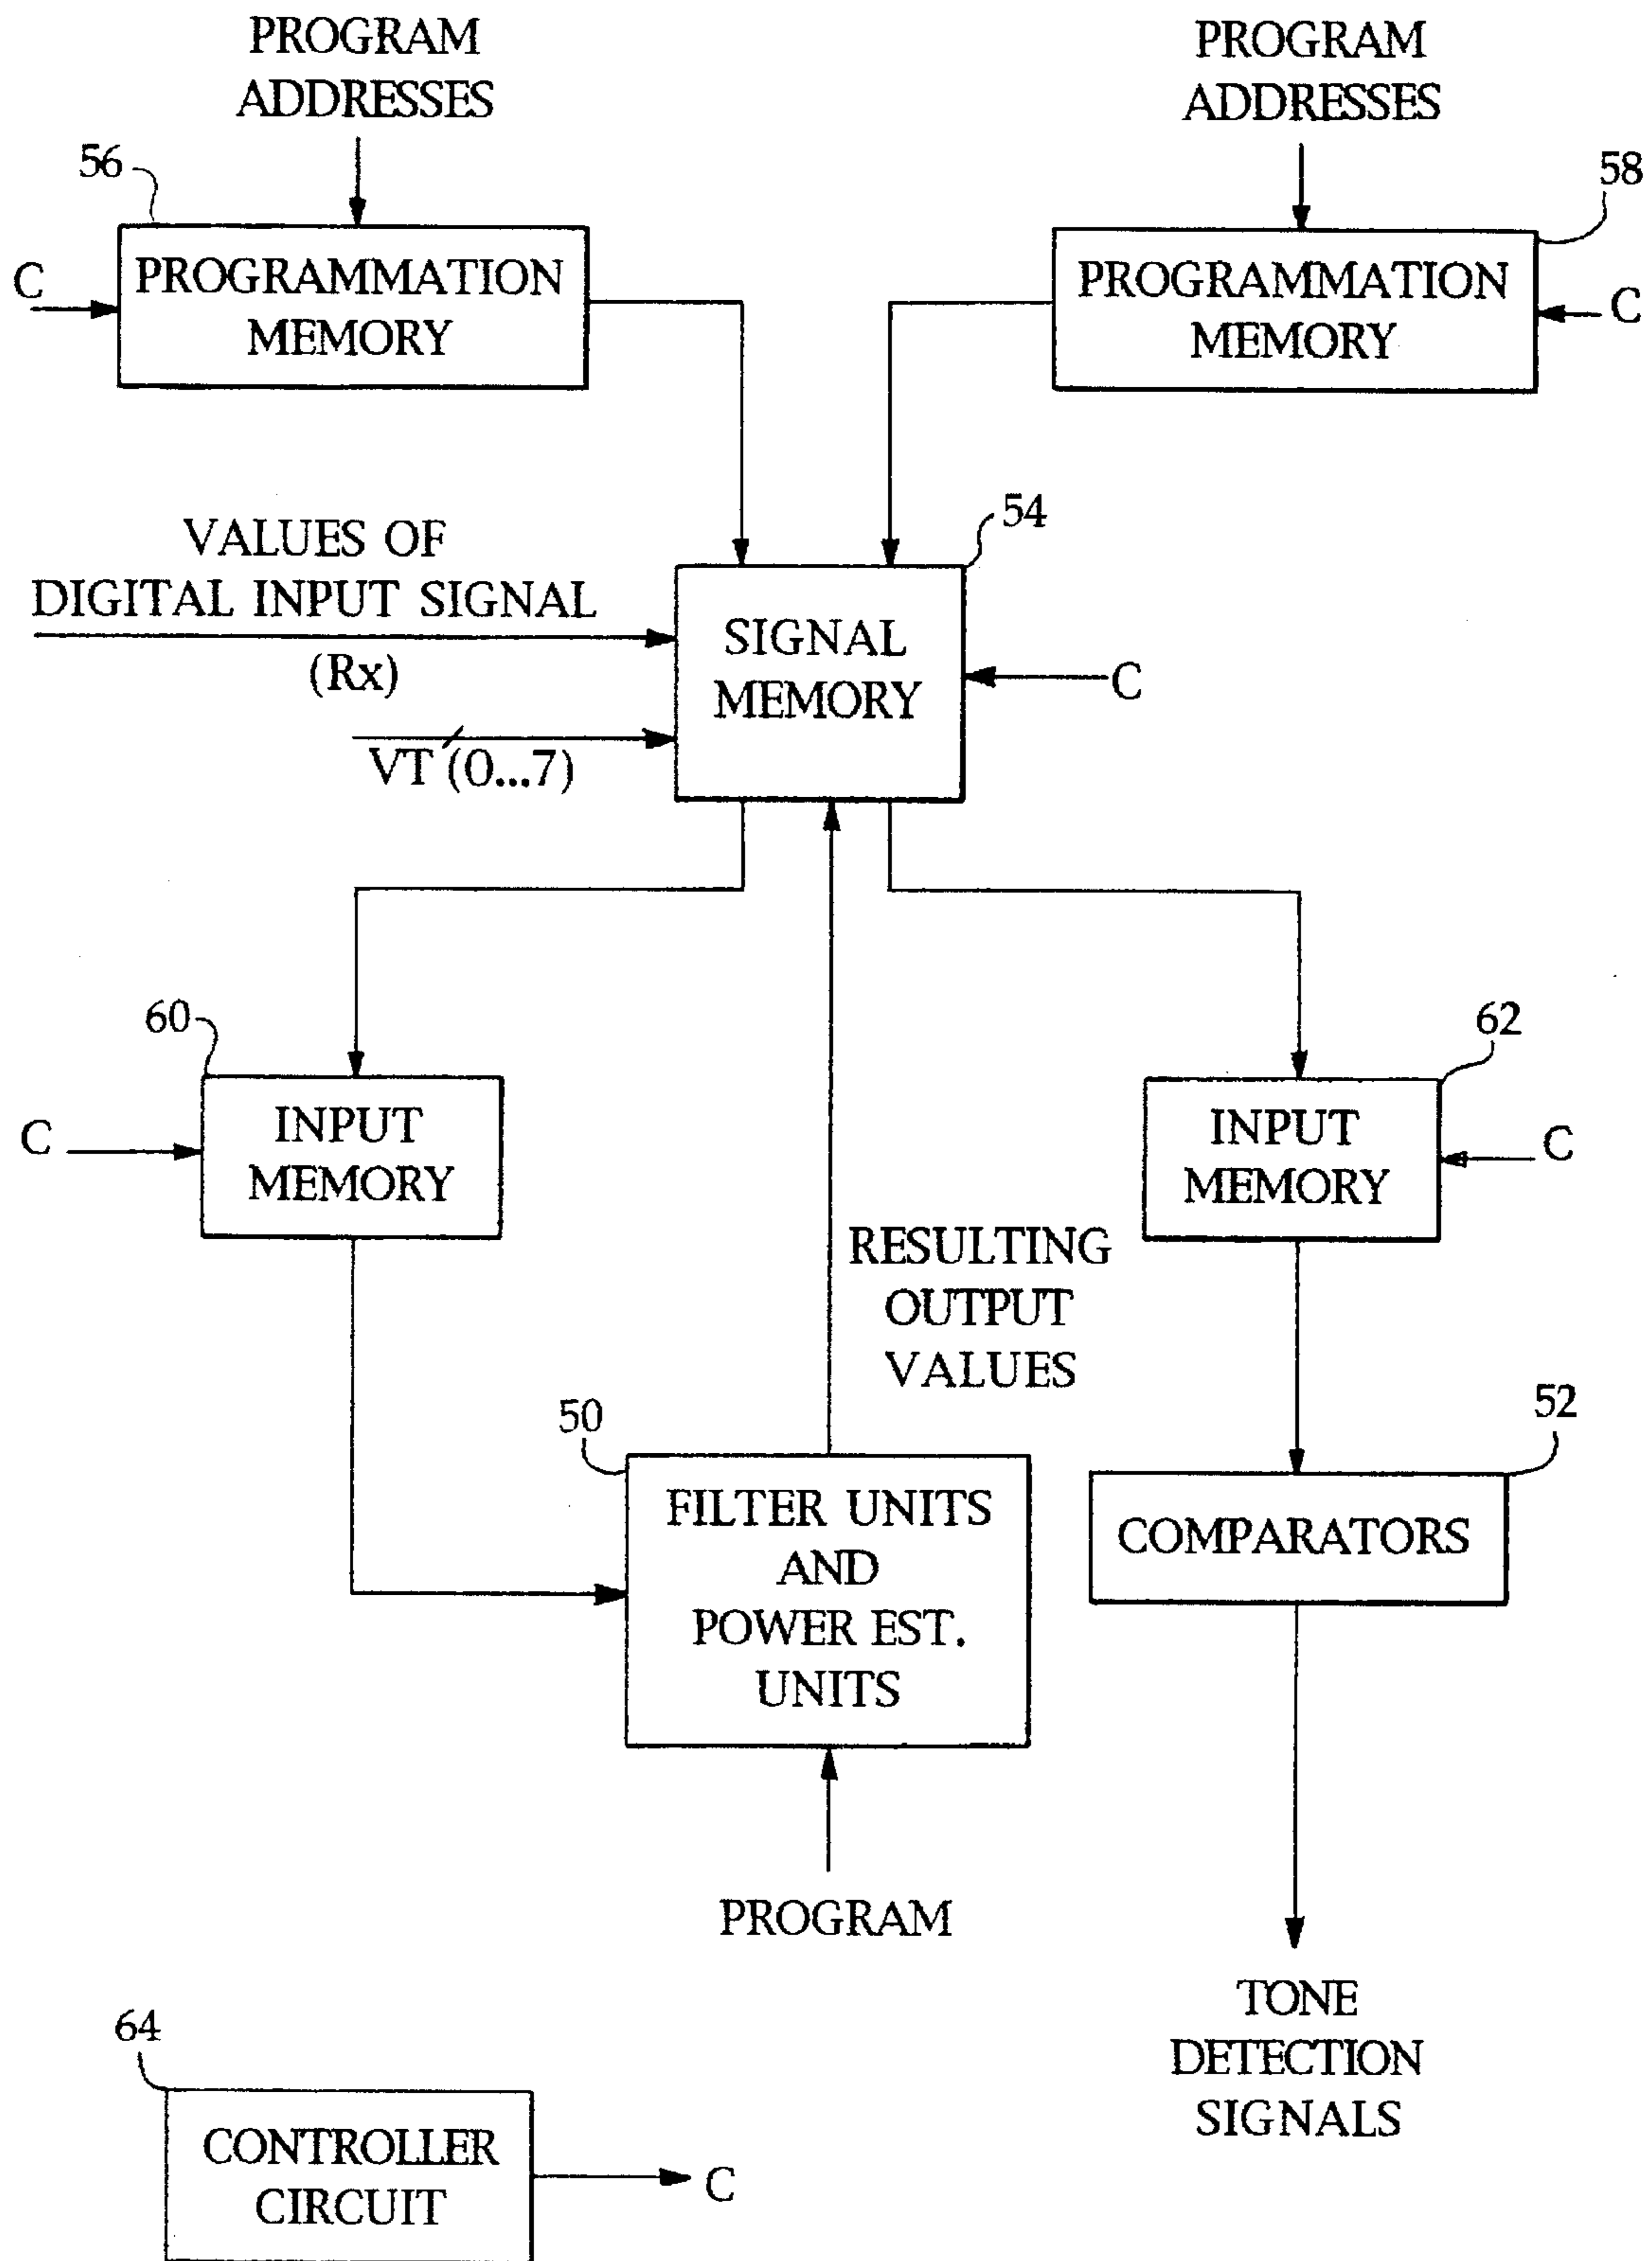 PROGRAM
ADDRESSES
PROGRAM
ADDRESSES
56
58
C
PROGRAMMATION
MEMORY
PROGRAMMATION
MEMORY
C
54
VALUES OF
DIGITAL INPUT SIGNAL
(Rx)
VT (0...7)
SIGNAL
MEMORY
C
60
62
C
INPUT
MEMORY
INPUT
MEMORY
C
RESULTING
OUTPUT
VALUES
50
52
FILTER UNITS
AND
POWER EST.
UNITS
COMPARATORS
PROGRAM
TONE
DETECTION
SIGNALS
64
CONTROLLER
CIRCUIT
C